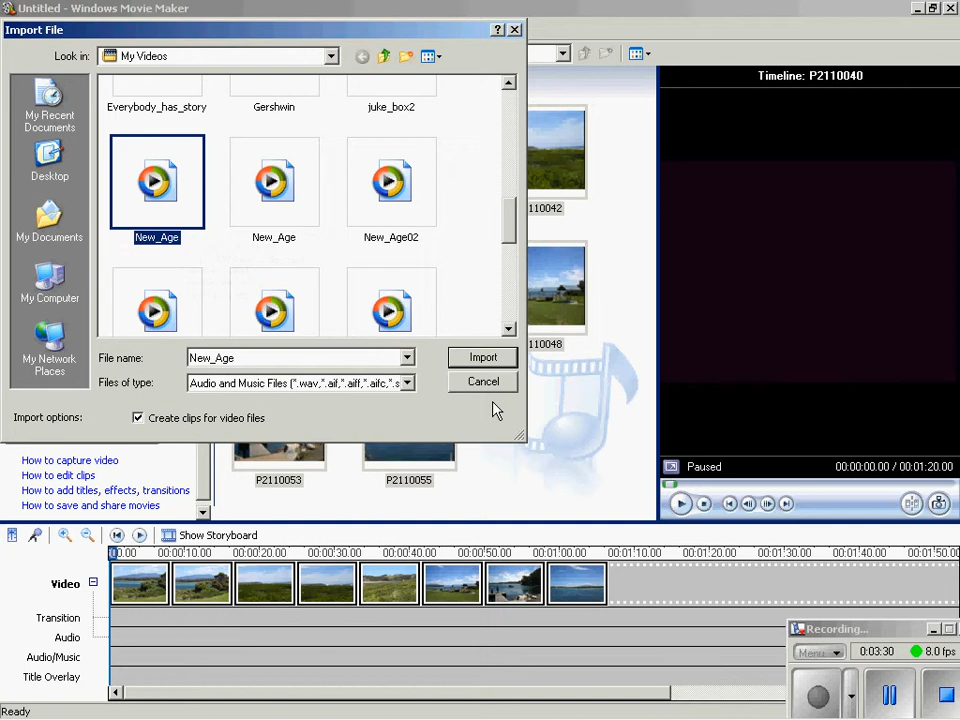 Untitled - Windows Movie Maker
Import File
Look in:
My Videos
Timeline: P2110040
My Recent
Documents
Desktop
My Documents
My Computer
My Network
Places
Everybody_has_story
Gershwin
juke_box2
New_Age
New_Age
New_Age02
110042
110048
File name:
New_Age
Import
Files of type:
Audio and Music Files (*.wav,*.aif,*.aiff,*.aifc,*.s
Cancel
Import options:
Create clips for video files
How to capture video
How to edit clips
How to add titles, effects, transitions
How to save and share movies
P2110053
P2110055
Paused
00:00:00.00 / 00:01:20.00
Show Storyboard
00.00
00:00:10.00
00:00:20.00
00:00:30.00
00:00:40.00
00:00:50.00
00:01:00.00
00:01:10.00
00:01:20.00
00:01:30.00
00:01:40.00
00:01:50.00
Video
Transition
Audio
Audio/Music
Title Overlay
Recording...
Menu
0:03:30
8.0 fps
Ready